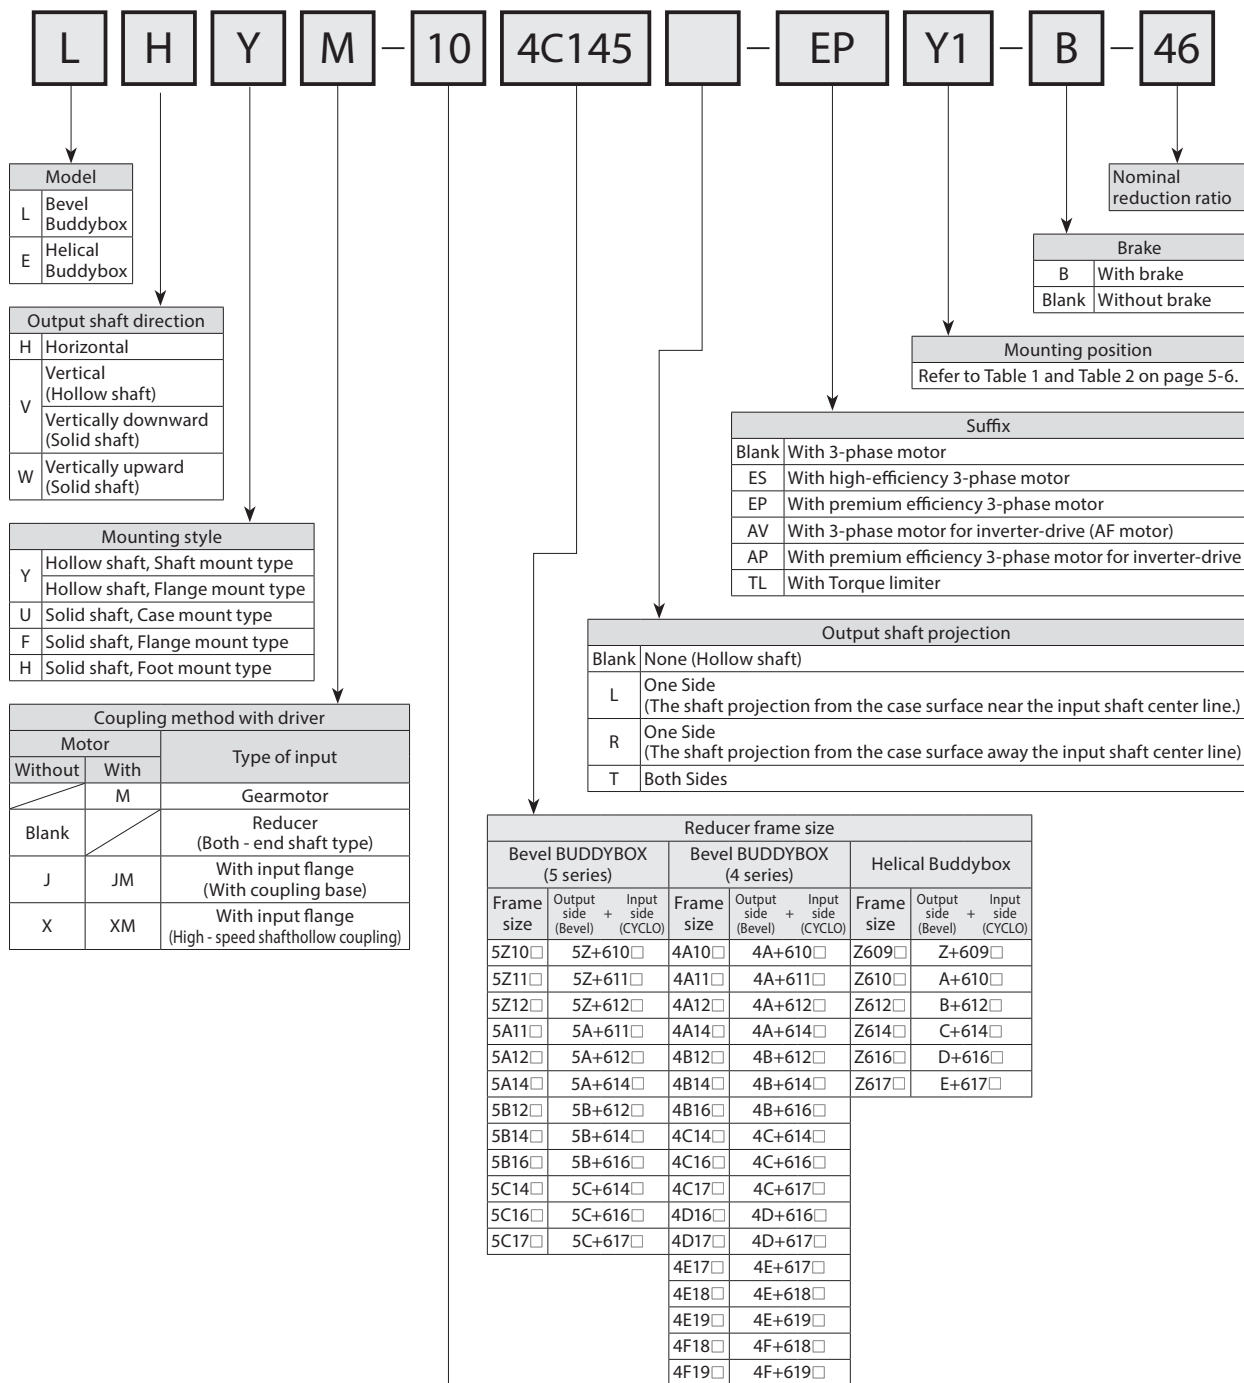 L H Y M – 10 4C145 – EP Y1 – B – 46
Model
L Bevel Buddybox
E Helical Buddybox
Output shaft direction
H Horizontal
V Vertical (Hollow shaft)
Vertically downward (Solid shaft)
W Vertically upward (Solid shaft)
Mounting style
Y Hollow shaft, Shaft mount type
Hollow shaft, Flange mount type
U Solid shaft, Case mount type
F Solid shaft, Flange mount type
H Solid shaft, Foot mount type
Coupling method with driver
Motor Type of input
Without With
M Gearmotor
Blank Reducer (Both - end shaft type)
J JM With input flange (With coupling base)
X XM With input flange (High - speed shafthollow coupling)
Nominal reduction ratio
Brake
B With brake
Blank Without brake
Mounting position
Refer to Table 1 and Table 2 on page 5-6.
Suffix
Blank With 3-phase motor
ES With high-efficiency 3-phase motor
EP With premium efficiency 3-phase motor
AV With 3-phase motor for inverter-drive (AF motor)
AP With premium efficiency 3-phase motor for inverter-drive
TL With Torque limiter
Output shaft projection
Blank None (Hollow shaft)
L One Side
(The shaft projection from the case surface near the input shaft center line.)
R One Side
(The shaft projection from the case surface away the input shaft center line)
T Both Sides
Reducer frame size
Bevel BUDDYBOX (5 series) Bevel BUDDYBOX (4 series) Helical Buddybox
Frame size Output side (Bevel) + Input side (CYCLO) Frame size Output side (Bevel) + Input side (CYCLO) Frame size Output side (Bevel) + Input side (CYCLO)
5Z10□ 5Z+610□ 4A10□ 4A+610□ Z609□ Z+609□
5Z11□ 5Z+611□ 4A11□ 4A+611□ Z610□ A+610□
5Z12□ 5Z+612□ 4A12□ 4A+612□ Z612□ B+612□
5A11□ 5A+611□ 4A14□ 4A+614□ Z614□ C+614□
5A12□ 5A+612□ 4B12□ 4B+612□ Z616□ D+616□
5A14□ 5A+614□ 4B14□ 4B+614□ Z617□ E+617□
5B12□ 5B+612□ 4B16□ 4B+616□
5B14□ 5B+614□ 4C14□ 4C+614□
5B16□ 5B+616□ 4C16□ 4C+616□
5C14□ 5C+614□ 4C17□ 4C+617□
5C16□ 5C+616□ 4D16□ 4D+616□
5C17□ 5C+617□ 4D17□ 4D+617□
4E17□ 4E+617□
4E18□ 4E+618□
4E19□ 4E+619□
4F18□ 4F+618□
4F19□ 4F+619□